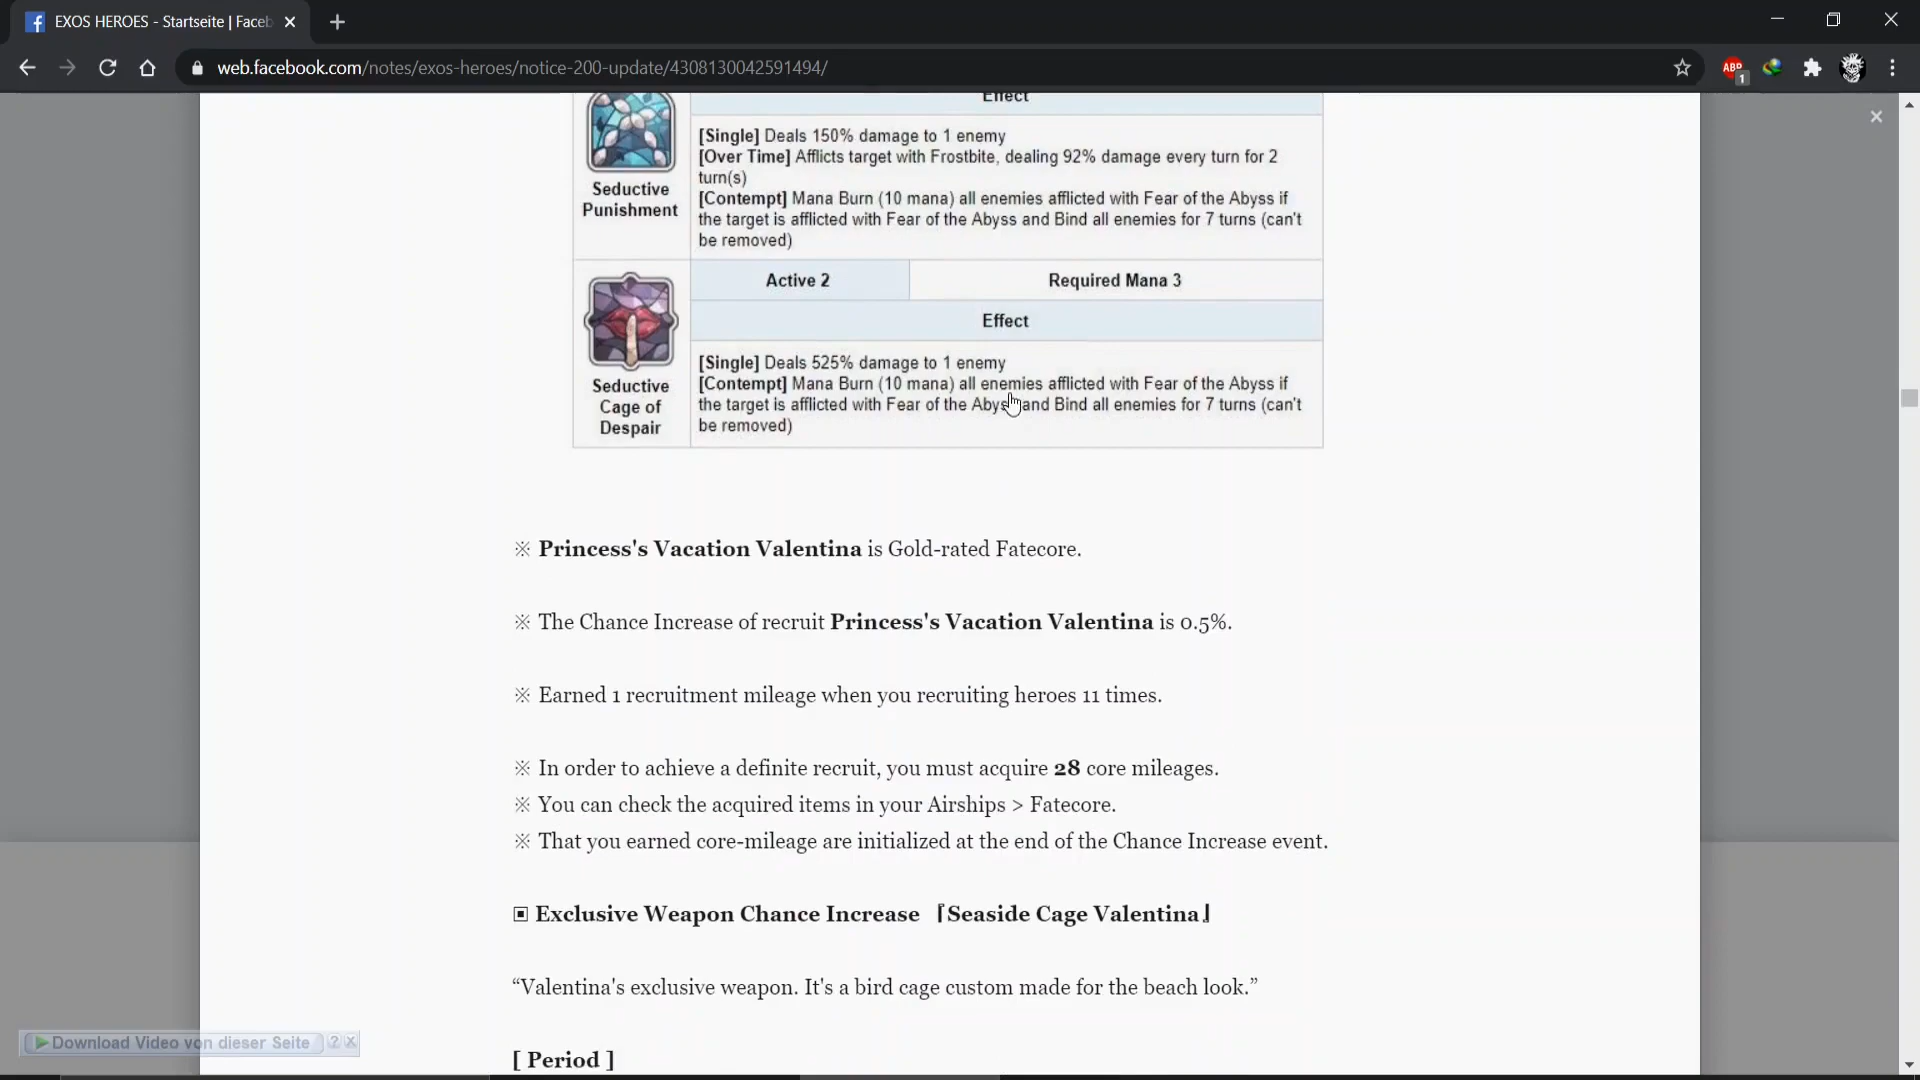 EXOS HEROES - Startseite | Faceb
web.facebook.com/notes/exos-heroes/notice-200-update/4308130042591494/
ABP
1
Effect
[Single] Deals 150% damage to 1 enemy
[Over Time] Afflicts target with Frostbite, dealing 92% damage every turn for 2
turn(s)
[Contempt] Mana Burn (10 mana) all enemies afflicted with Fear of the Abyss if
the target is afflicted with Fear of the Abyss and Bind all enemies for 7 turns (can't
be removed)
Seductive
Punishment
Active 2
Required Mana 3
Effect
[Single] Deals 525% damage to 1 enemy
[Contempt] Mana Burn (10 mana) all enemies afflicted with Fear of the Abyss if
the target is afflicted with Fear of the Abyss and Bind all enemies for 7 turns (can't
be removed)
Seductive
Cage of
Despair
※ Princess's Vacation Valentina is Gold-rated Fatecore.
※ The Chance Increase of recruit Princess's Vacation Valentina is 0.5%.
※ Earned 1 recruitment mileage when you recruiting heroes 11 times.
※ In order to achieve a definite recruit, you must acquire 28 core mileages.
※ You can check the acquired items in your Airships > Fatecore.
※ That you earned core-mileage are initialized at the end of the Chance Increase event.
▣ Exclusive Weapon Chance Increase 『Seaside Cage Valentina』
“Valentina's exclusive weapon. It's a bird cage custom made for the beach look.”
Download Video von dieser Seite ? X
[ Period ]